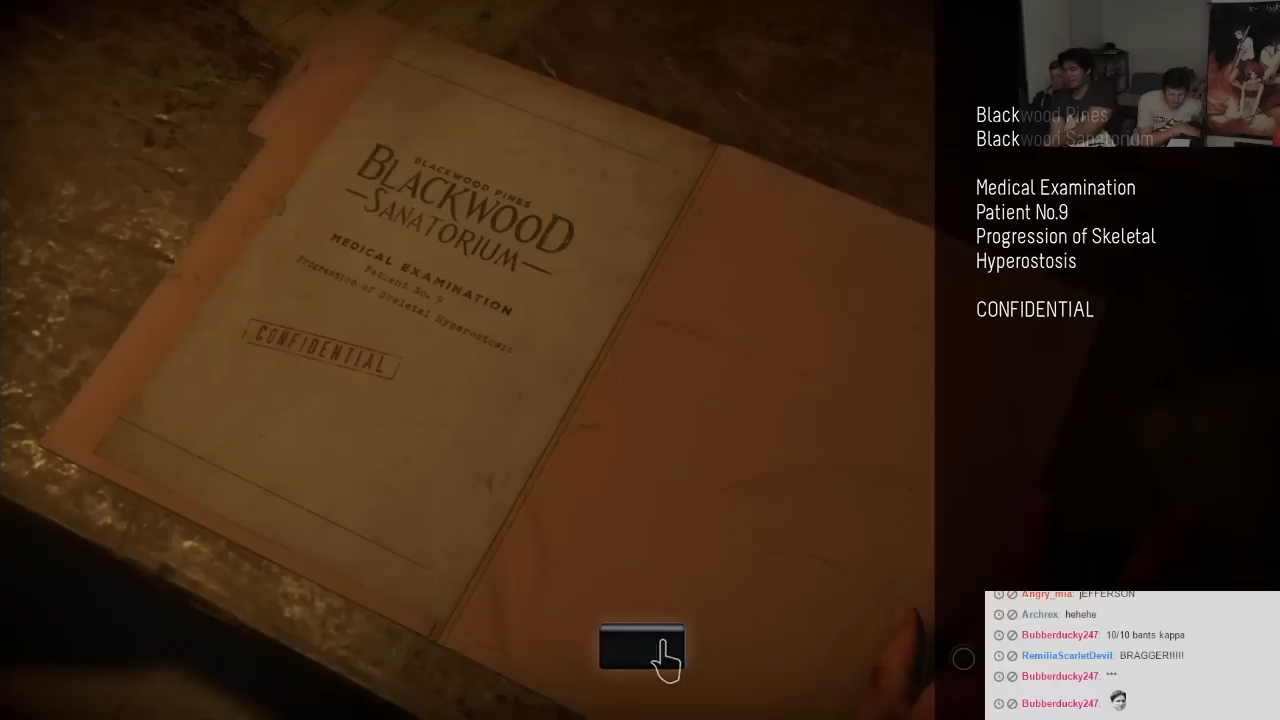 BLACKWOOD PINES
BLACKWOOD
SANATORIUM
MEDICAL EXAMINATION
Patient No. 9
Progression of Skeletal Hyperostosis
CONFIDENTIAL
Blackwood Pines
Blackwood Sanatorium
Medical Examination
Patient No.9
Progression of Skeletal
Hyperostosis
CONFIDENTIAL
Angry_mia: jEFFERSON
Archrex: hehehe
Bubberducky247: 10/10 bants kappa
RemiliaScarletDevil: BRAGGER!!!!!
Bubberducky247: ***
Bubberducky247: